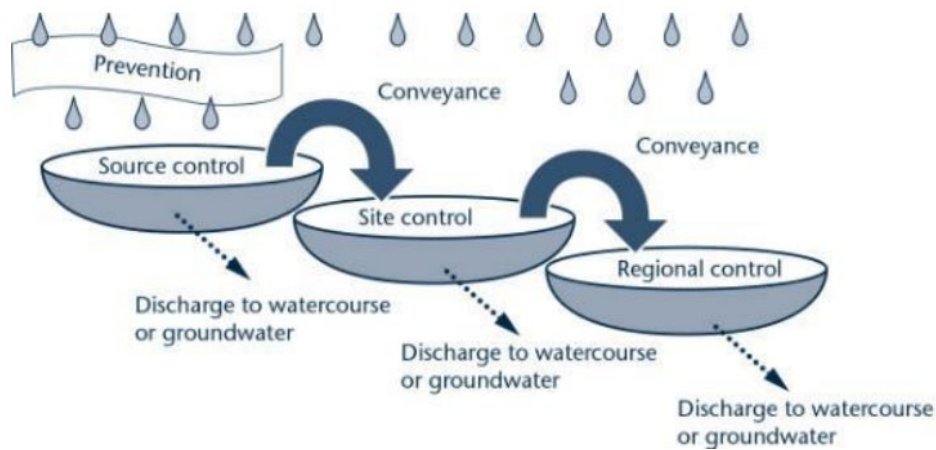 Prevention
Conveyance
Conveyance
Source control
Site control
Regional control
Discharge to watercourse
or groundwater
Discharge to watercourse
or groundwater
Discharge to watercourse
or groundwater